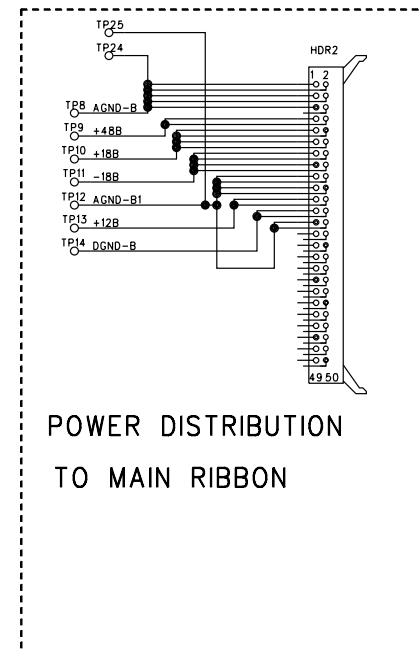 TP25
TP24
HDR2
1 2
TP8 AGND-B
TP9 +48B
TP10 +18B
TP11 -18B
TP12 AGND-B1
TP13 +12B
TP14 DGND-B
49 50
POWER DISTRIBUTION
TO MAIN RIBBON